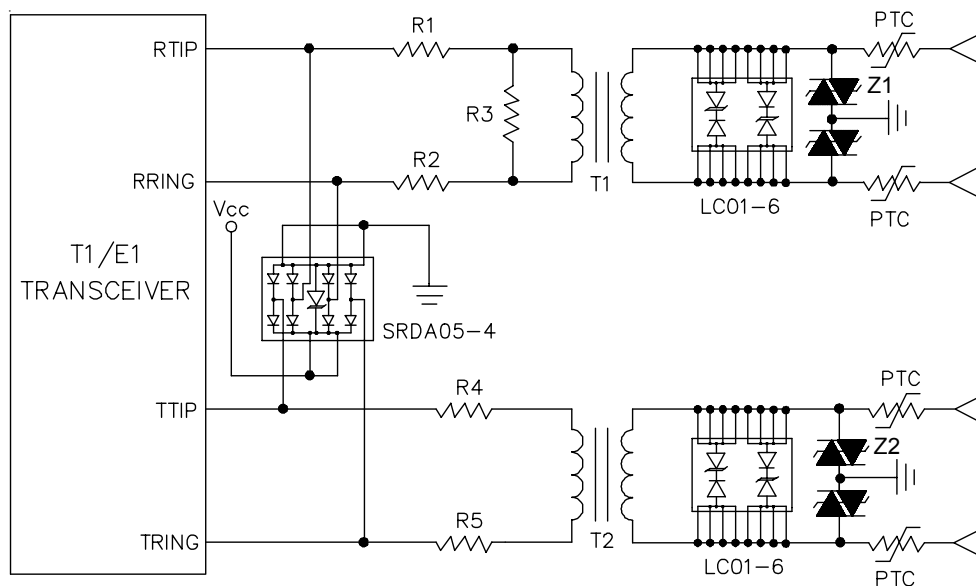 PTC
R1
RTIP
Z1
R3
R2
RRING
T1
LC01-6
PTC
Vcc
T1/E1
TRANSCEIVER
SRDA05-4
PTC
R4
TTIP
Z2
R5
TRING
T2
LC01-6
PTC